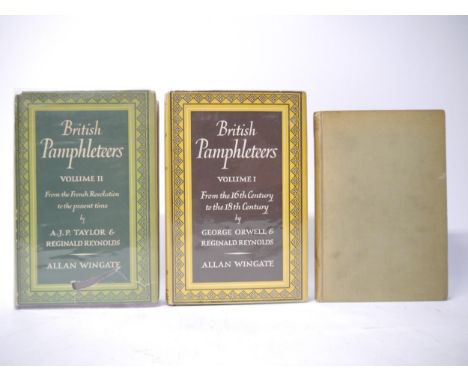 British
Pamphleteers
VOLUME II
From the French Revolution
to the present time
by
A.J.P. TAYLOR &
REGINALD REYNOLDS
ALLAN WINGATE
British
Pamphleteers
VOLUME I
From the 16th Century
to the 18th Century
by
GEORGE ORWELL &
REGINALD REYNOLDS
ALLAN WINGATE